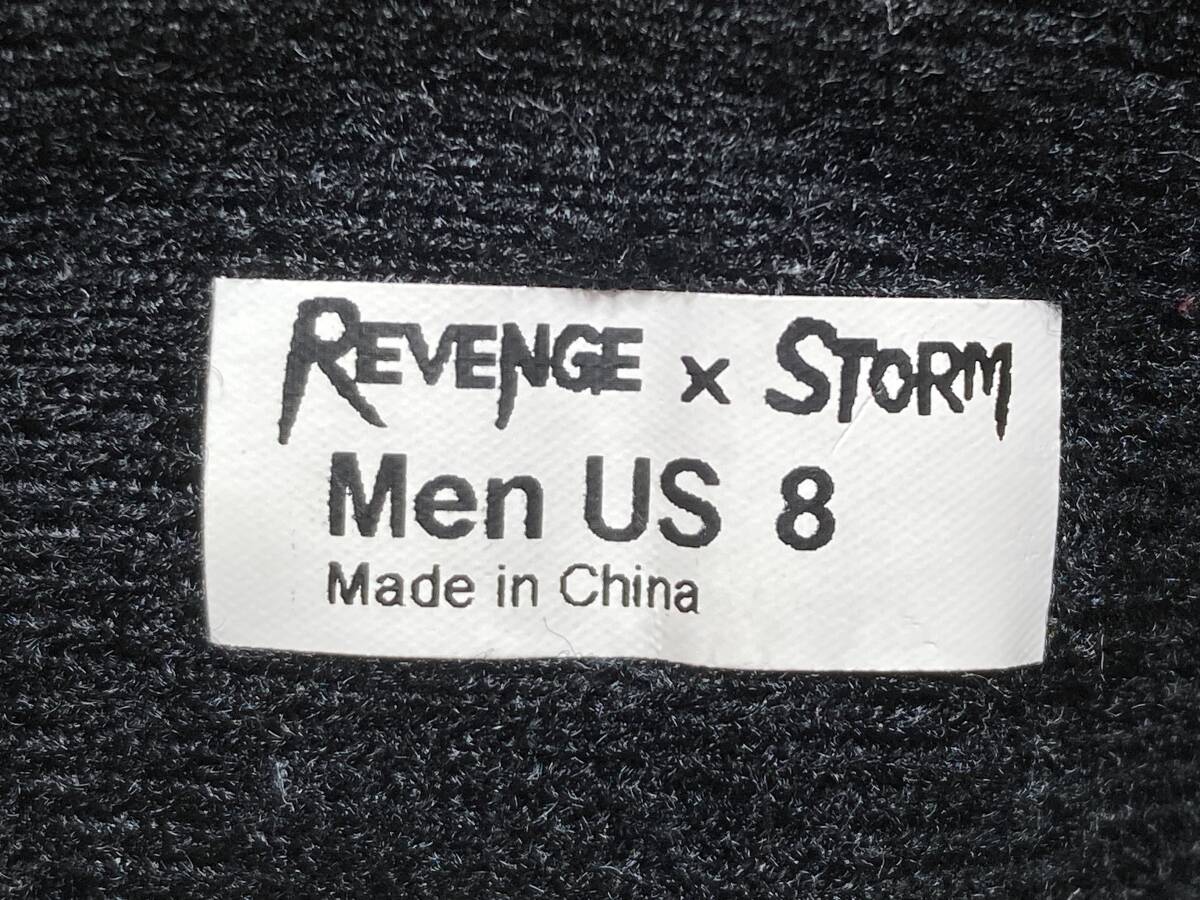 REVENGE x STORM
Men US 8
Made in China